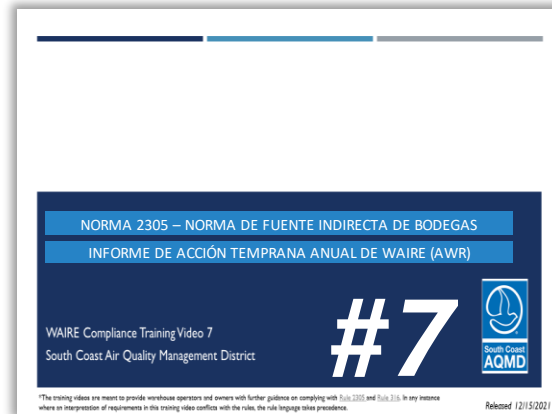 NORMA 2305 – NORMA DE FUENTE INDIRECTA DE BODEGAS
INFORME DE ACCIÓN TEMPRANA ANUAL DE WAIRE (AWR)
#7
WAIRE Compliance Training Video 7
South Coast Air Quality Management District
South Coast
AQMD
*The training videos are meant to provide warehouse operators and owners with further guidance on complying with Rule 2305 and Rule 316. In any instance
where an interpretation of requirements in this training video conflicts with the rules, the rule language takes precedence.
Released 12/15/2021